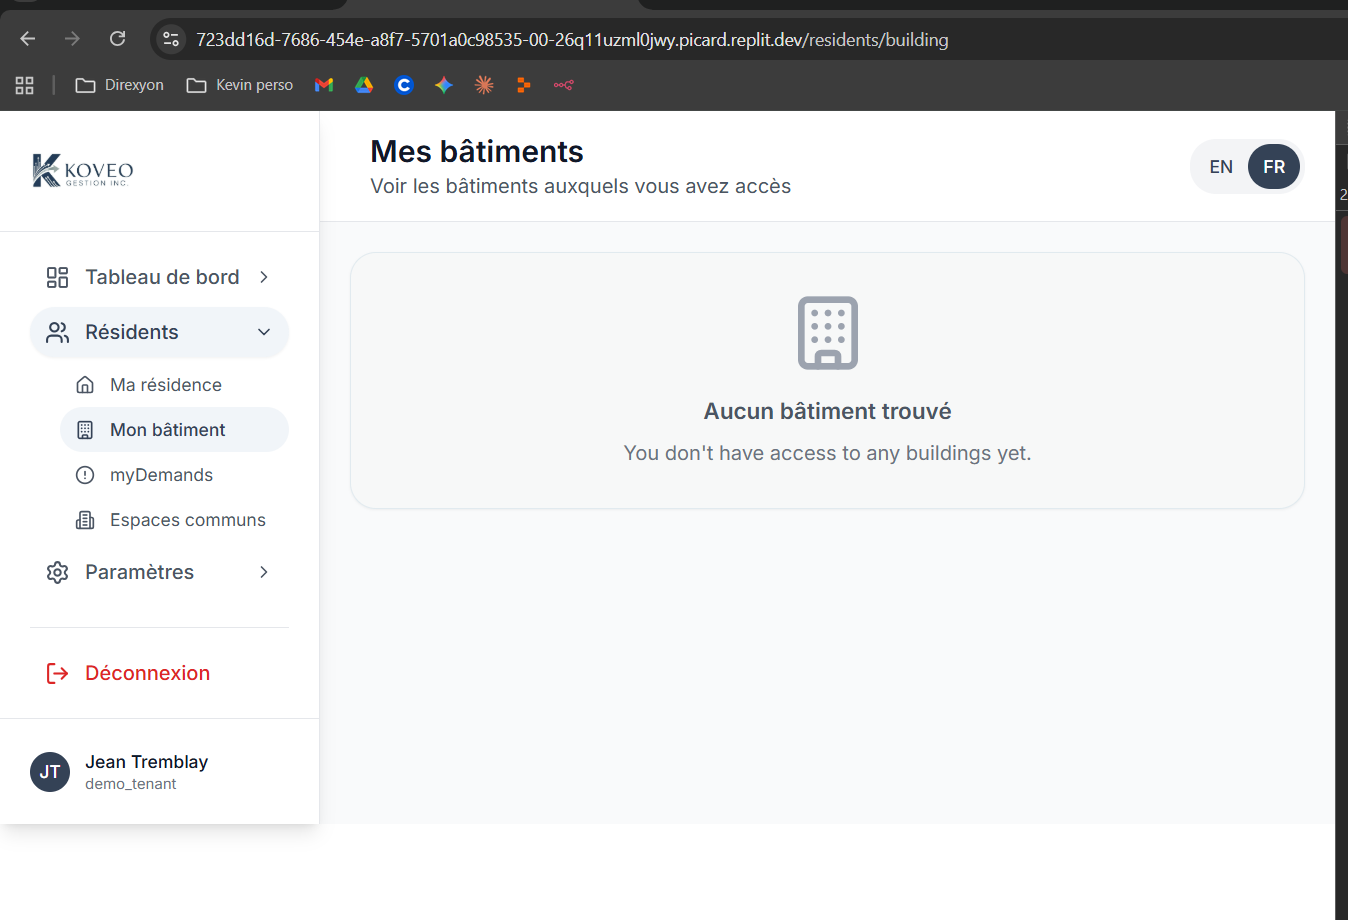 723dd16d-7686-454e-a8f7-5701a0c98535-00-26q11uzml0jwy.picard.replit.dev/residents/building
Direxyon
Kevin perso
KOVEO
GESTION INC.
Mes bâtiments
Voir les bâtiments auxquels vous avez accès
EN
FR
Tableau de bord
Résidents
Ma résidence
Mon bâtiment
myDemands
Espaces communs
Paramètres
Déconnexion
JT
Jean Tremblay
demo_tenant
Aucun bâtiment trouvé
You don't have access to any buildings yet.
2